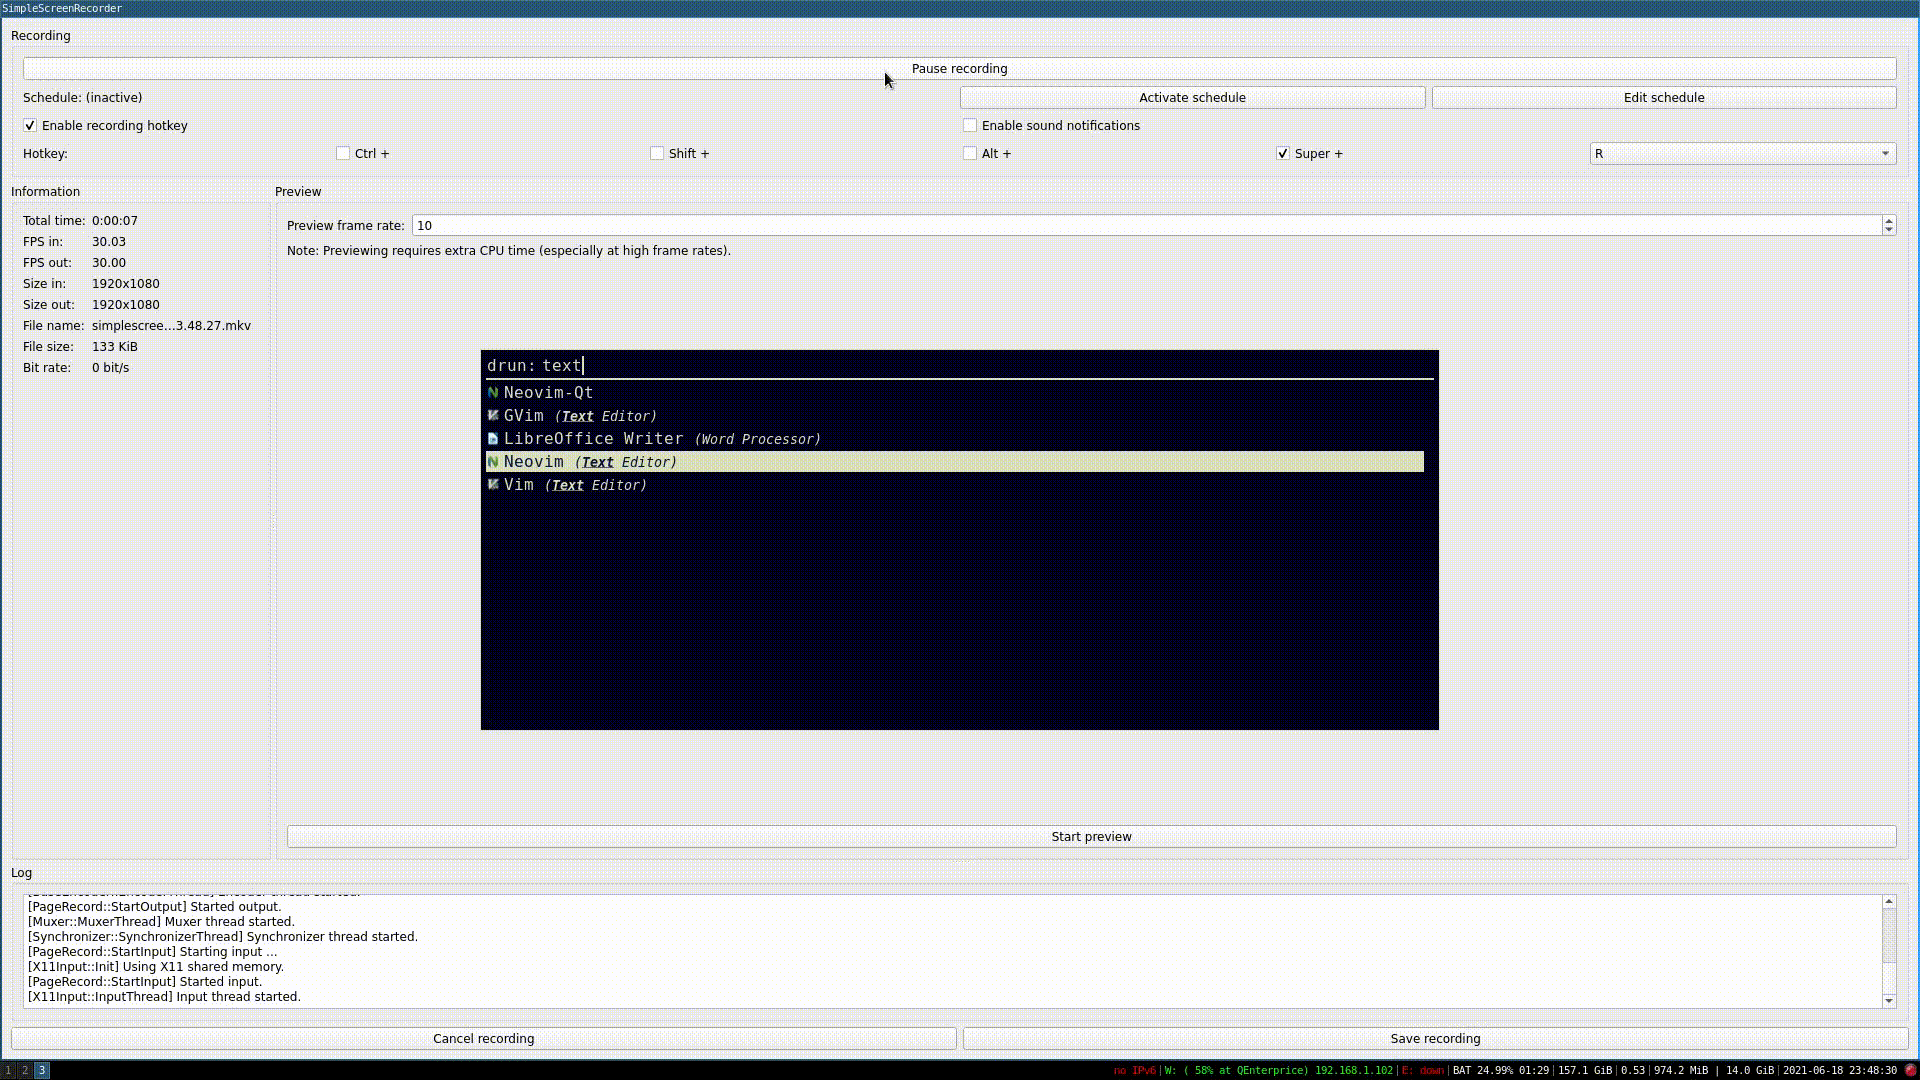 SimpleScreenRecorder
Recording
Pause recording
Schedule: (inactive) Activate schedule Edit schedule
Enable recording hotkey Enable sound notifications
Hotkey: Ctrl + Shift + Alt + Super + R
Information Preview
Total time: 0:00:07
FPS in: 30.03
FPS out: 30.00
Size in: 1920x1080
Size out: 1920x1080
File name: simplescree...3.48.27.mkv
File size: 133 KiB
Bit rate: 0 bit/s
Preview frame rate: 10
Note: Previewing requires extra CPU time (especially at high frame rates).
drun: text
Neovim-Qt
GVim (Text Editor)
LibreOffice Writer (Word Processor)
Neovim (Text Editor)
Vim (Text Editor)
Start preview
Log
[PageRecord::StartOutput] Started output.
[Muxer::MuxerThread] Muxer thread started.
[Synchronizer::SynchronizerThread] Synchronizer thread started.
[PageRecord::StartInput] Starting input ...
[X11Input::Init] Using X11 shared memory.
[PageRecord::StartInput] Started input.
[X11Input::InputThread] Input thread started.
Cancel recording Save recording
1 2 3 no IPv6|W: ( 58% at QEnterprice) 192.168.1.102|E: down|BAT 24.99% 01:29|157.1 GiB|0.53|974.2 MiB | 14.0 GiB|2021-06-18 23:48:30